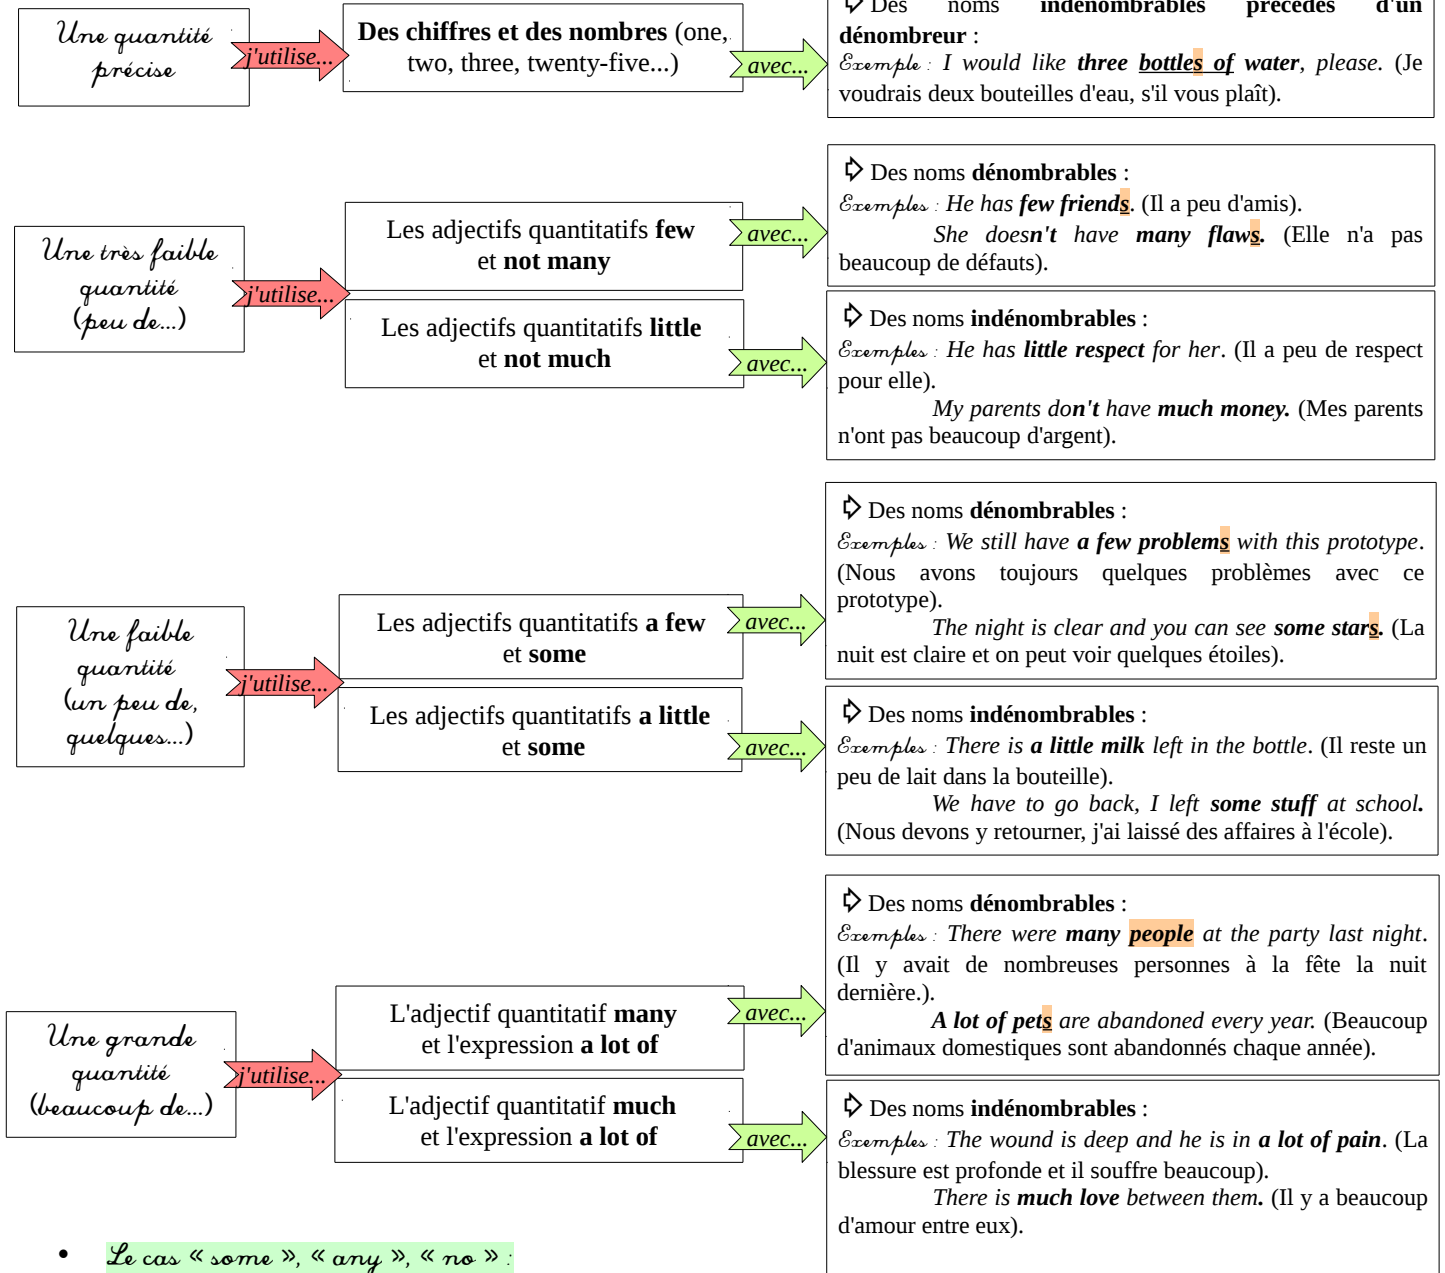 Une quantité
précise
j'utilise...
Des chiffres et des nombres (one,
two, three, twenty-five...)
avec...
Des noms indénombrables précédés d'un
dénombreur :
Exemple : I would like three bottles of water, please. (Je
voudrais deux bouteilles d'eau, s'il vous plaît).
Une très faible
quantité
(peu de...)
j'utilise...
Les adjectifs quantitatifs few
et not many
avec...
Des noms dénombrables :
Exemples : He has few friends. (Il a peu d'amis).
She doesn't have many flaws. (Elle n'a pas
beaucoup de défauts).
Les adjectifs quantitatifs little
et not much
avec...
Des noms indénombrables :
Exemples : He has little respect for her. (Il a peu de respect
pour elle).
My parents don't have much money. (Mes parents
n'ont pas beaucoup d'argent).
Une faible
quantité
(un peu de,
quelques...)
j'utilise...
Les adjectifs quantitatifs a few
et some
avec...
Des noms dénombrables :
Exemples : We still have a few problems with this prototype.
(Nous avons toujours quelques problèmes avec ce
prototype).
The night is clear and you can see some stars. (La
nuit est claire et on peut voir quelques étoiles).
Les adjectifs quantitatifs a little
et some
avec...
Des noms indénombrables :
Exemples : There is a little milk left in the bottle. (Il reste un
peu de lait dans la bouteille).
We have to go back, I left some stuff at school.
(Nous devons y retourner, j'ai laissé des affaires à l'école).
Une grande
quantité
(beaucoup de...)
j'utilise...
L'adjectif quantitatif many
et l'expression a lot of
avec...
Des noms dénombrables :
Exemples : There were many people at the party last night.
(Il y avait de nombreuses personnes à la fête la nuit
dernière.).
A lot of pets are abandoned every year. (Beaucoup
d'animaux domestiques sont abandonnés chaque année).
L'adjectif quantitatif much
et l'expression a lot of
avec...
Des noms indénombrables :
Exemples : The wound is deep and he is in a lot of pain. (La
blessure est profonde et il souffre beaucoup).
There is much love between them. (Il y a beaucoup
d'amour entre eux).
• Le cas « some », « any », « no » :